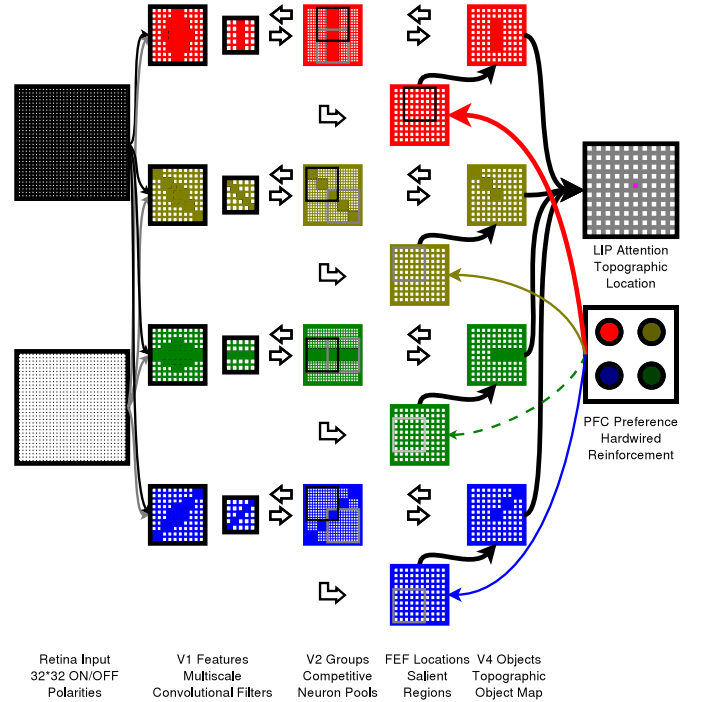 LIP Attention
Topographic
Location
PFC Preference
Hardwired
Reinforcement
Retina Input
32*32 ON/OFF
Polarities
V1 Features
Multiscale
Convolutional Filters
V2 Groups
Competitive
Neuron Pools
FEF Locations
Salient
Regions
V4 Objects
Topographic
Object Map